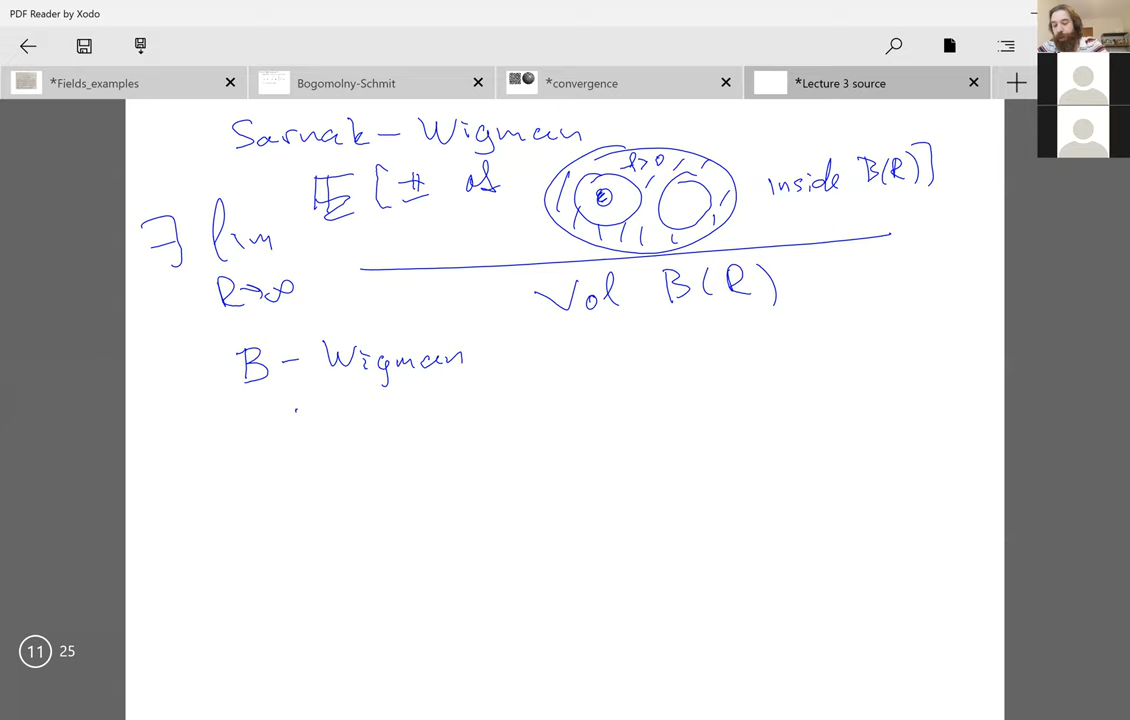 PDF Reader by Xodo
*Fields_examples
Bogomolny-Schmit
*convergence
*Lecture 3 source
Sarnak – Wigman
∃ lim R→∞
E [ # of
f>0
inside B(R) ]
Vol B(R)
B – Wigman
11 25